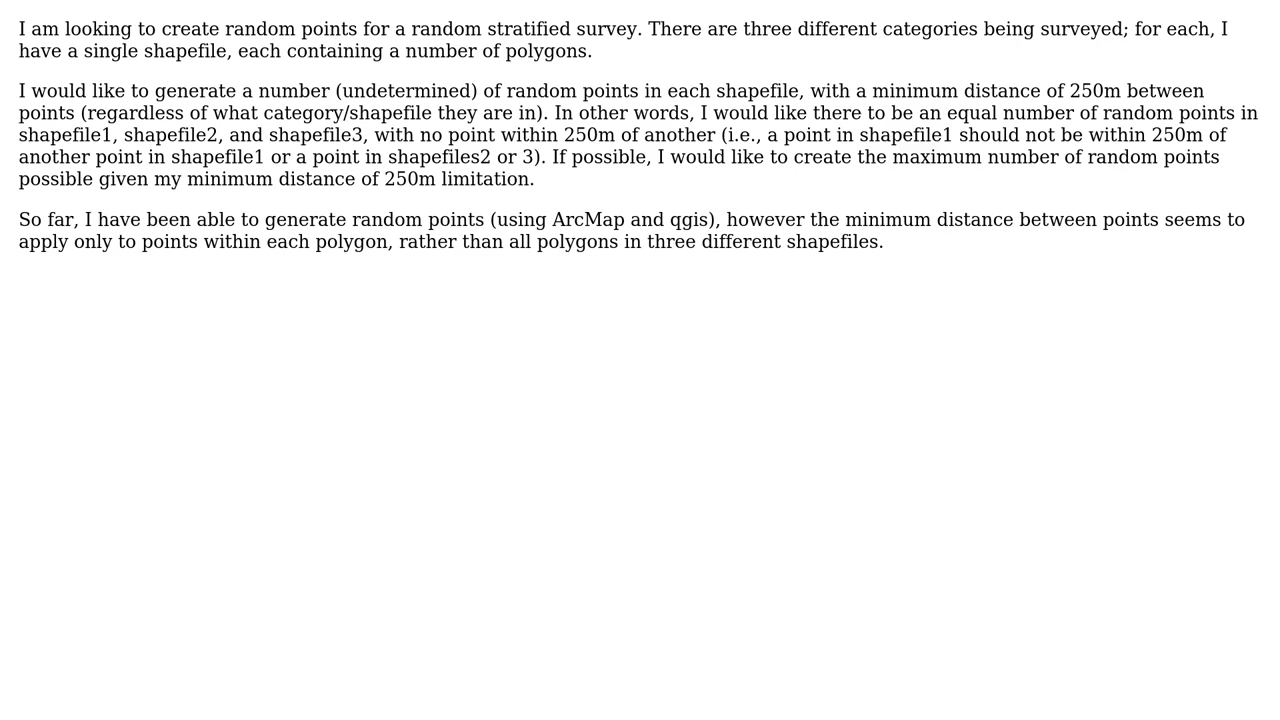 I am looking to create random points for a random stratified survey. There are three different categories being surveyed; for each, I
have a single shapefile, each containing a number of polygons.
I would like to generate a number (undetermined) of random points in each shapefile, with a minimum distance of 250m between
points (regardless of what category/shapefile they are in). In other words, I would like there to be an equal number of random points in
shapefile1, shapefile2, and shapefile3, with no point within 250m of another (i.e., a point in shapefile1 should not be within 250m of
another point in shapefile1 or a point in shapefiles2 or 3). If possible, I would like to create the maximum number of random points
possible given my minimum distance of 250m limitation.
So far, I have been able to generate random points (using ArcMap and qgis), however the minimum distance between points seems to
apply only to points within each polygon, rather than all polygons in three different shapefiles.